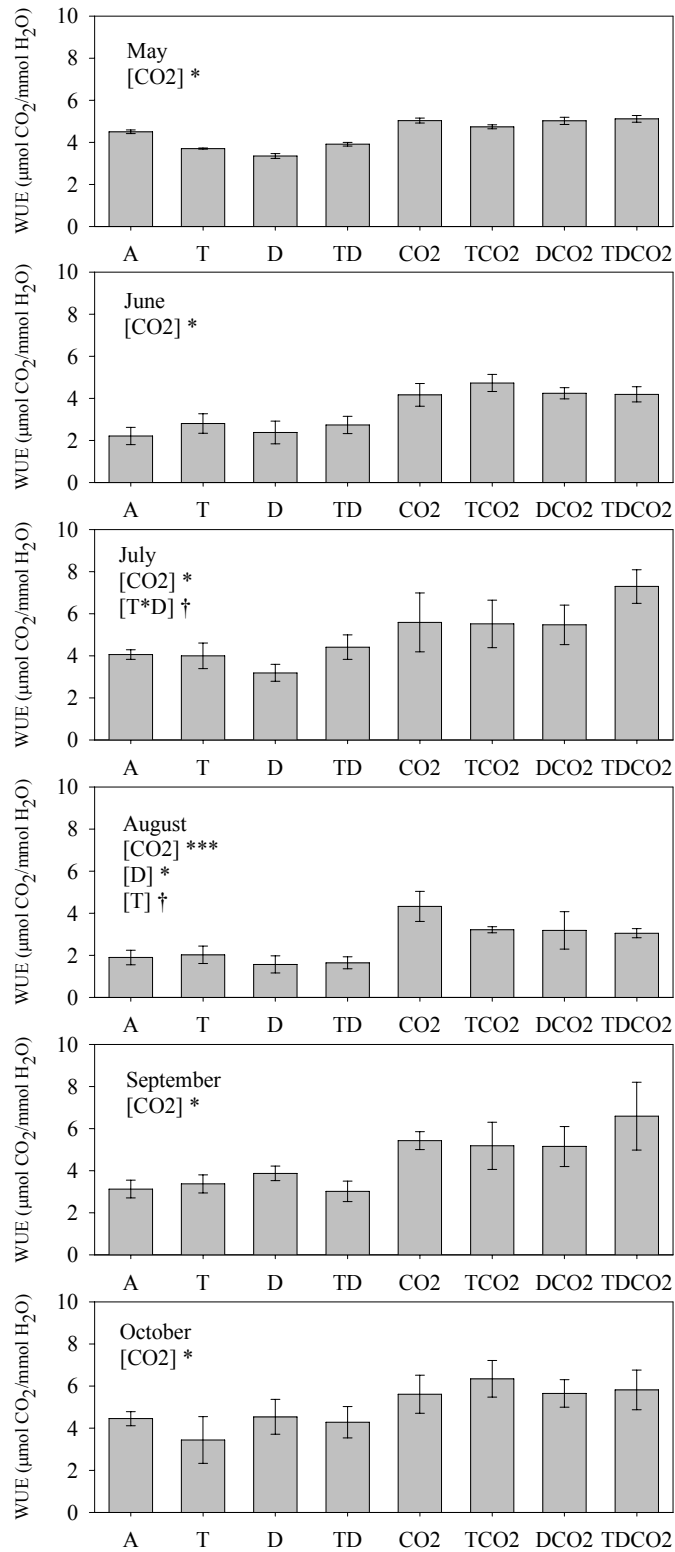 WUE (μmol CO2/mmol H2O)
10
8
6
4
2
0
May
[CO2] *
A T D TD CO2 TCO2 DCO2 TDCO2
WUE (μmol CO2/mmol H2O)
10
8
6
4
2
0
June
[CO2] *
A T D TD CO2 TCO2 DCO2 TDCO2
WUE (μmol CO2/mmol H2O)
10
8
6
4
2
0
July
[CO2] *
[T*D] †
A T D TD CO2 TCO2 DCO2 TDCO2
WUE (μmol CO2/mmol H2O)
10
8
6
4
2
0
August
[CO2] ***
[D] *
[T] †
A T D TD CO2 TCO2 DCO2 TDCO2
WUE (μmol CO2/mmol H2O)
10
8
6
4
2
0
September
[CO2] *
A T D TD CO2 TCO2 DCO2 TDCO2
WUE (μmol CO2/mmol H2O)
10
8
6
4
2
0
October
[CO2] *
A T D TD CO2 TCO2 DCO2 TDCO2